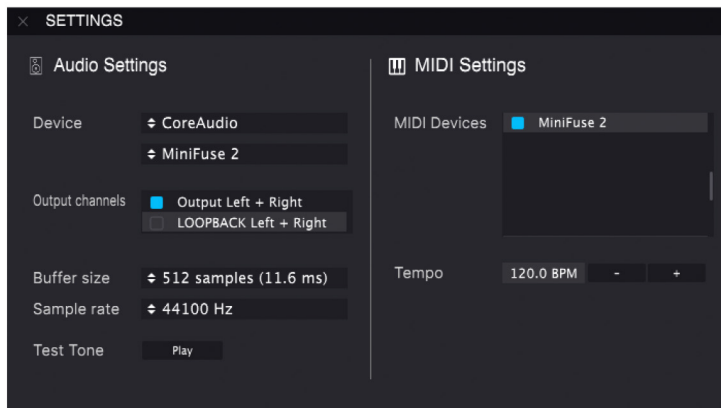 SETTINGS
Audio Settings
Device
CoreAudio
MiniFuse 2
Output channels
Output Left + Right
LOOPBACK Left + Right
Buffer size
512 samples (11.6 ms)
Sample rate
44100 Hz
Test Tone
Play
MIDI Settings
MIDI Devices
MiniFuse 2
Tempo
120.0 BPM
-
+